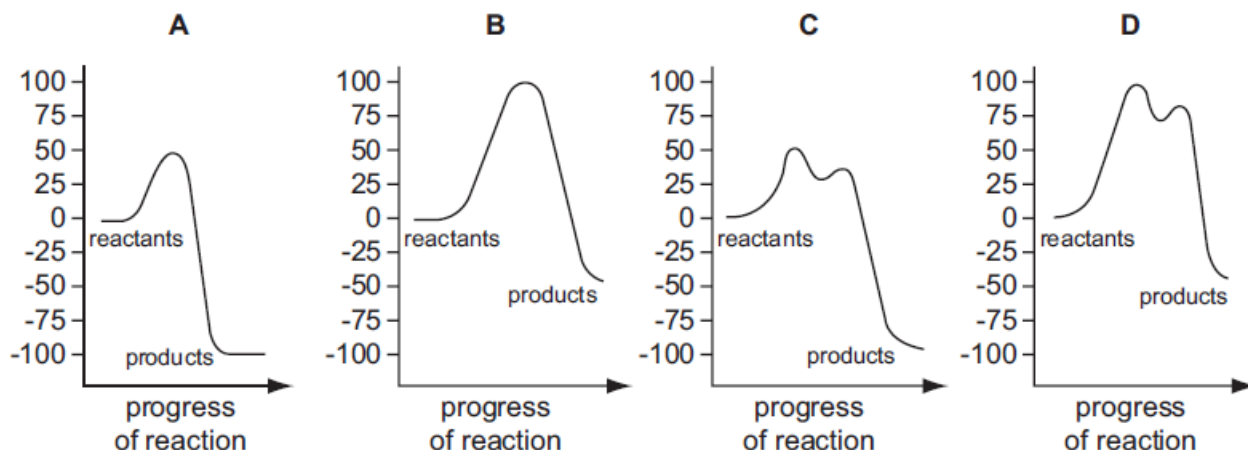 A
B
C
D
100
75
50
25
0
-25
-50
-75
-100
reactants
products
progress
of reaction
100
75
50
25
0
-25
-50
-75
-100
reactants
products
progress
of reaction
100
75
50
25
0
-25
-50
-75
-100
reactants
products
progress
of reaction
100
75
50
25
0
-25
-50
-75
-100
reactants
products
progress
of reaction